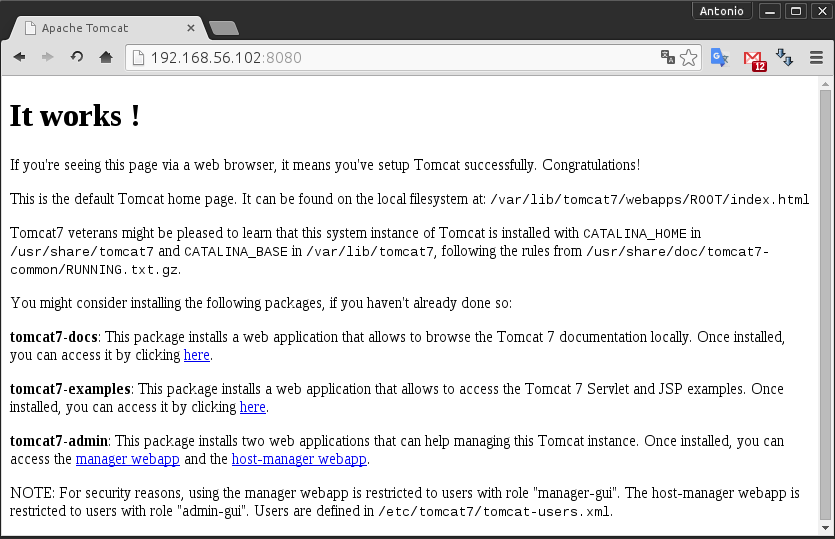 Antonio
Apache Tomcat
192.168.56.102:8080
12
It works !
If you're seeing this page via a web browser, it means you've setup Tomcat successfully. Congratulations!
This is the default Tomcat home page. It can be found on the local filesystem at: /var/lib/tomcat7/webapps/ROOT/index.html
Tomcat7 veterans might be pleased to learn that this system instance of Tomcat is installed with CATALINA_HOME in
/usr/share/tomcat7 and CATALINA_BASE in /var/lib/tomcat7, following the rules from /usr/share/doc/tomcat7-
common/RUNNING.txt.gz.
You might consider installing the following packages, if you haven't already done so:
tomcat7-docs: This package installs a web application that allows to browse the Tomcat 7 documentation locally. Once installed,
you can access it by clicking here.
tomcat7-examples: This package installs a web application that allows to access the Tomcat 7 Servlet and JSP examples. Once
installed, you can access it by clicking here.
tomcat7-admin: This package installs two web applications that can help managing this Tomcat instance. Once installed, you can
access the manager webapp and the host-manager webapp.
NOTE: For security reasons, using the manager webapp is restricted to users with role "manager-gui". The host-manager webapp is
restricted to users with role "admin-gui". Users are defined in /etc/tomcat7/tomcat-users.xml.